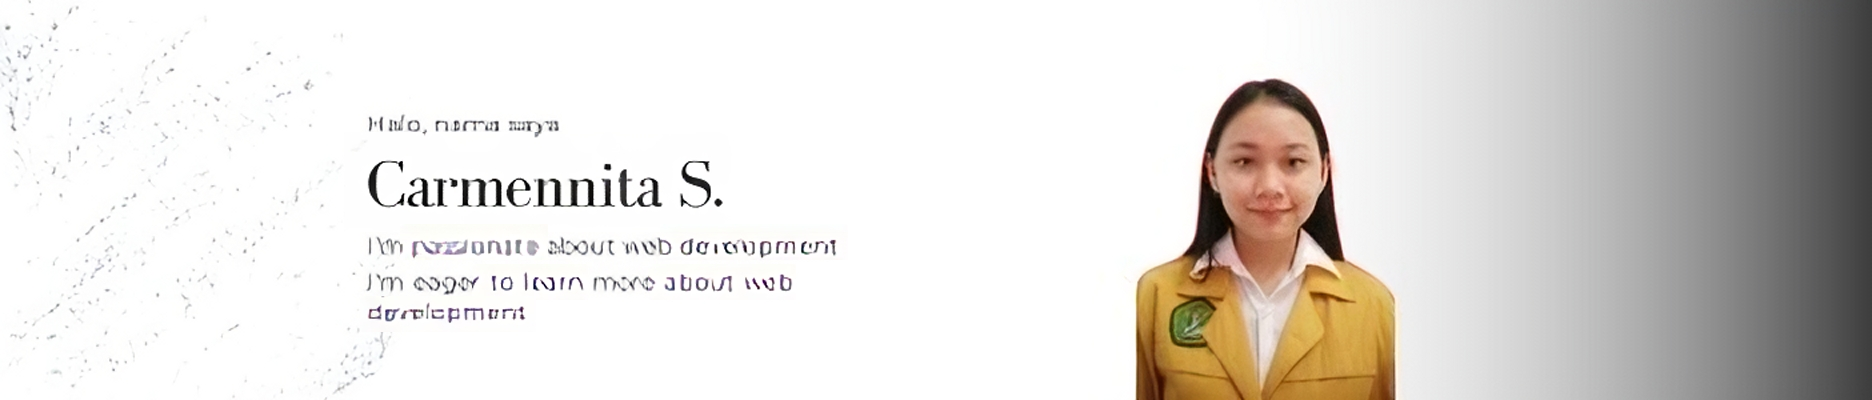 Halo, nama saya
Carmennita S.
I'm passionate about web development
I'm eager to learn more about web
development